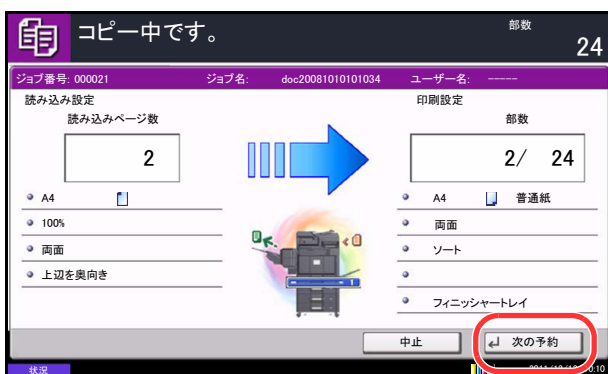 コピー中です。
部数
24
ジョブ番号: 000021 ジョブ名: doc20081010101034 ユーザー名: -----
読み込み設定 印刷設定
読み込みページ数 部数
2 2/ 24
A4 A4 普通紙
100% 両面
両面 ソート
上辺を奥向き
フィニッシャートレイ
中止 次の予約
状況